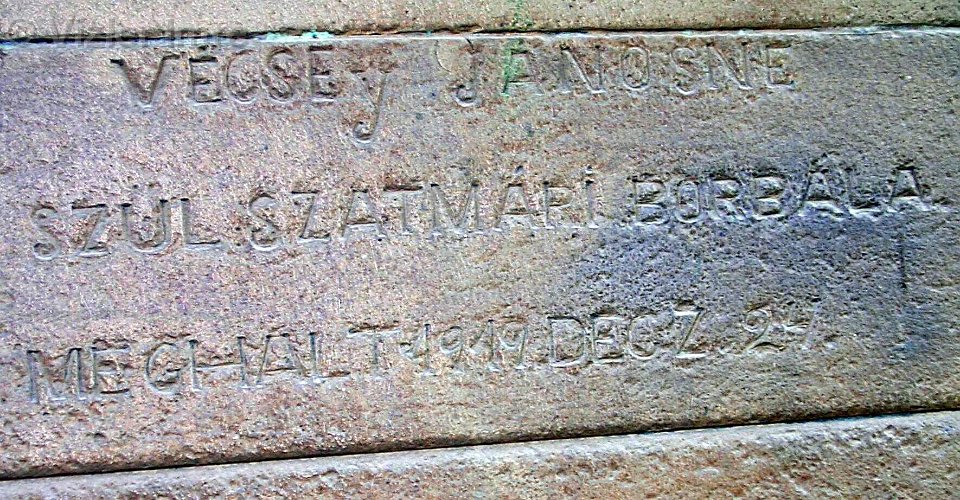 VÉCSEy JÁNOSNÉ
SZÜL SZATMÁRI BORBÁLA
MEGHALT 1919 DECZ. 24.